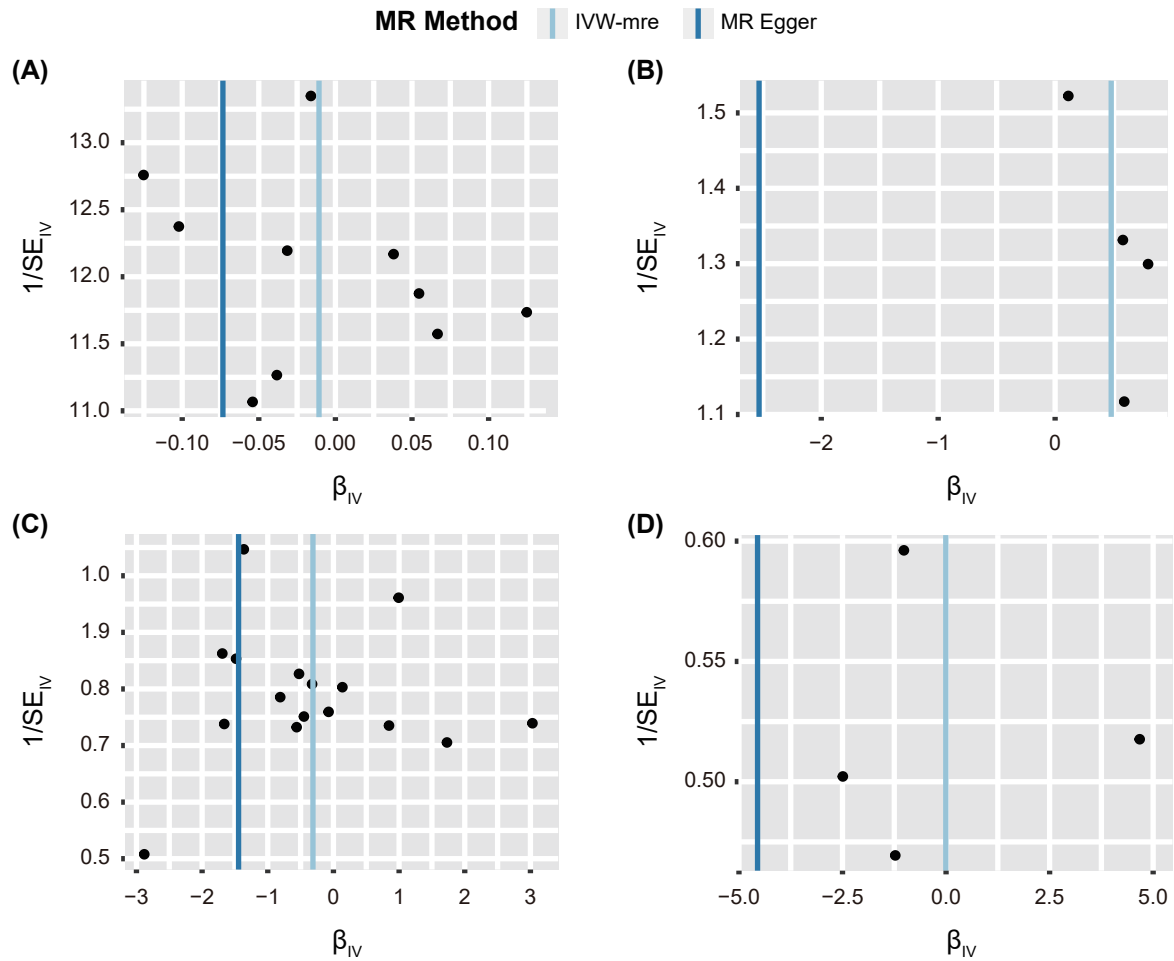 MR Method IVW-mre MR Egger
(A)
13.0
12.5
12.0
11.5
11.0
1/SE_IV
−0.10 −0.05 0.00 0.05 0.10
β_IV
(B)
1.5
1.4
1.3
1.2
1.1
1/SE_IV
−2 −1 0
β_IV
(C)
1.0
1.9
0.8
0.7
0.6
0.5
1/SE_IV
−3 −2 −1 0 1 2 3
β_IV
(D)
0.60
0.55
0.50
1/SE_IV
−5.0 −2.5 0.0 2.5 5.0
β_IV